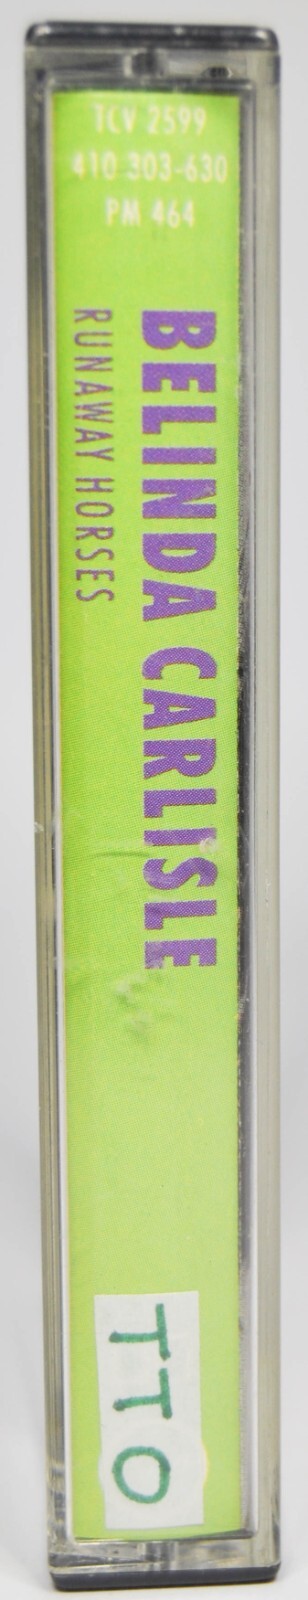 TCV 2599
410 303-630
PM 464
BELINDA CARLISLE
RUNAWAY HORSES
TTO